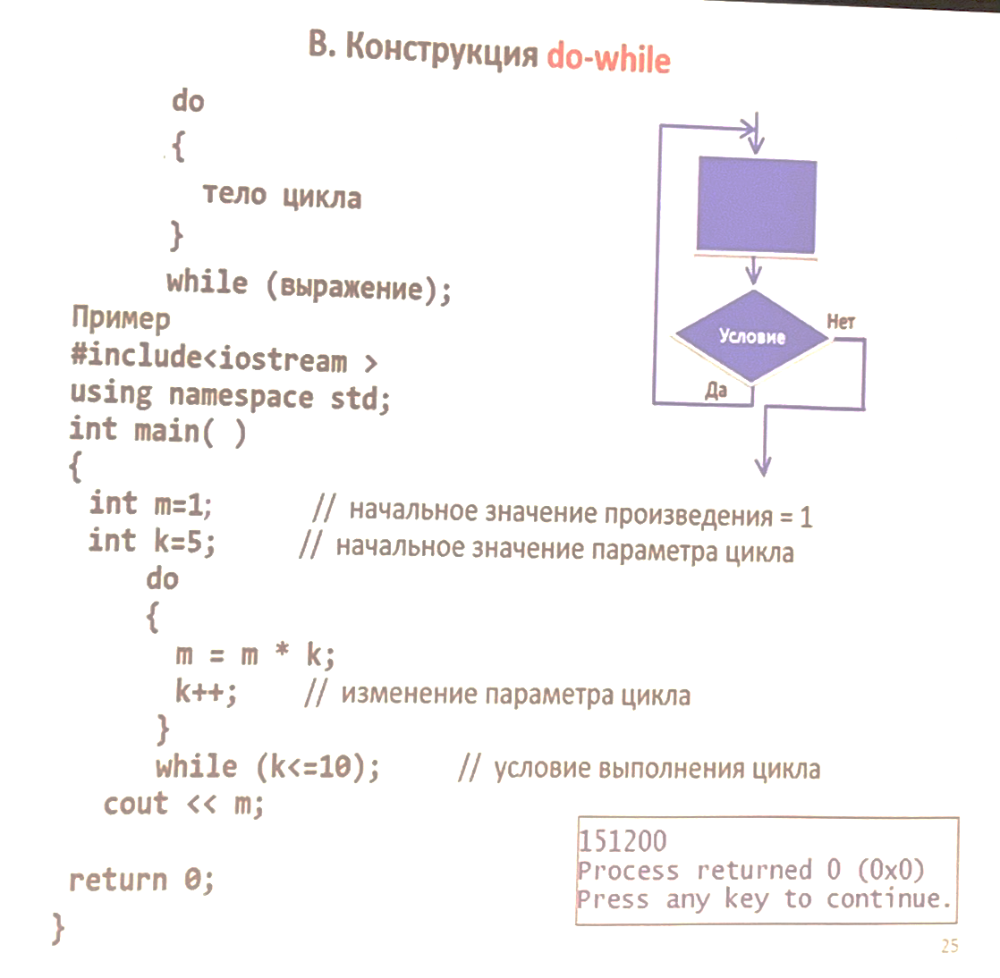 В. Конструкция do-while
do
{
тело цикла
}
while (выражение);
Пример
#include<iostream >
using namespace std;
int main( )
{
int m=1; // начальное значение произведения = 1
int k=5; // начальное значение параметра цикла
do
{
m = m * k;
k++; // изменение параметра цикла
}
while (k<=10); // условие выполнения цикла
cout << m;
return 0;
}
Условие
Нет
Да
151200
Process returned 0 (0x0)
Press any key to continue.
25